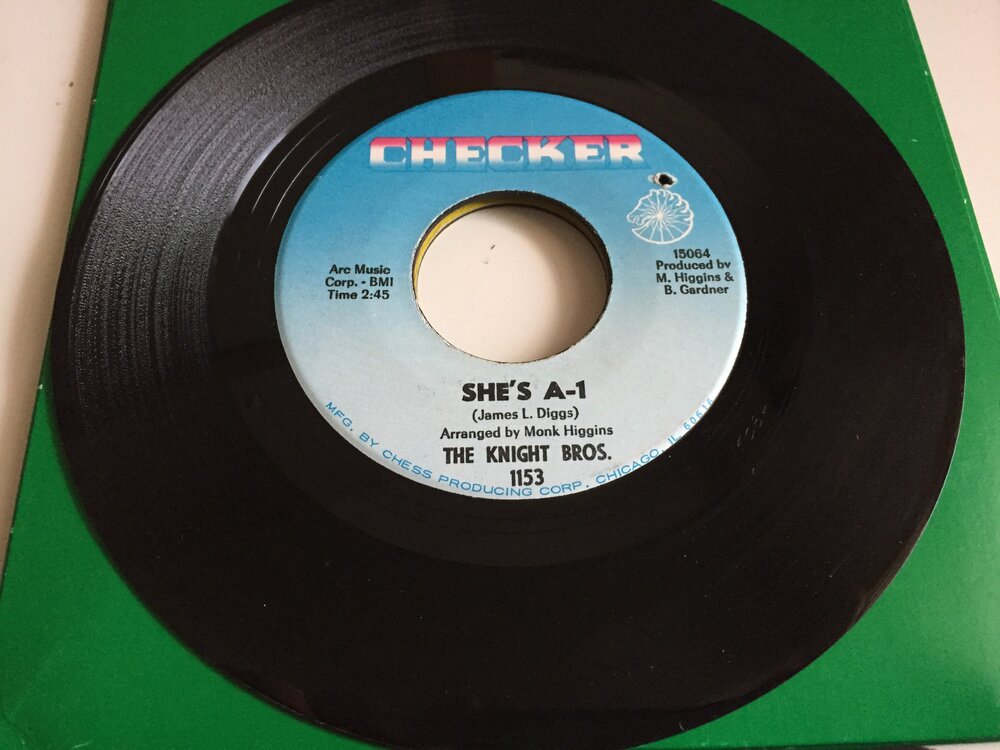 CHECKER
Arc Music
Corp. - BMI
Time 2:45
15064
Produced by
M. Higgins &
B. Gardner
SHE'S A-1
(James L. Diggs)
Arranged by Monk Higgins
THE KNIGHT BROS.
1153
MFG. BY CHESS PRODUCING CORP. CHICAGO, IL 60616